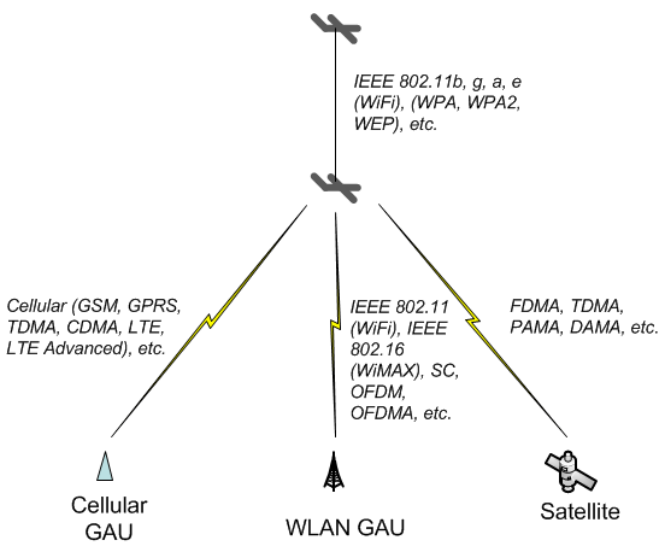 IEEE 802.11b, g, a, e
(WiFi), (WPA, WPA2,
WEP), etc.
Cellular (GSM, GPRS,
TDMA, CDMA, LTE,
LTE Advanced), etc.
IEEE 802.11
(WiFi), IEEE
802.16
(WiMAX), SC,
OFDM,
OFDMA, etc.
FDMA, TDMA,
PAMA, DAMA, etc.
Cellular
GAU
WLAN GAU
Satellite